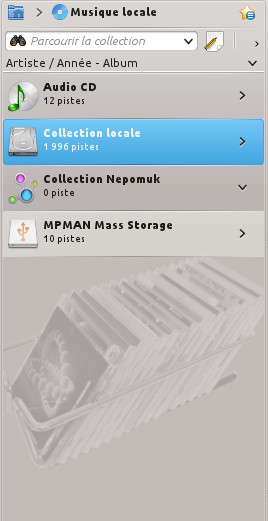 Musique locale
Parcourir la collection
Artiste / Année - Album
Audio CD
12 pistes
Collection locale
1 996 pistes
Collection Nepomuk
0 piste
MPMAN Mass Storage
10 pistes